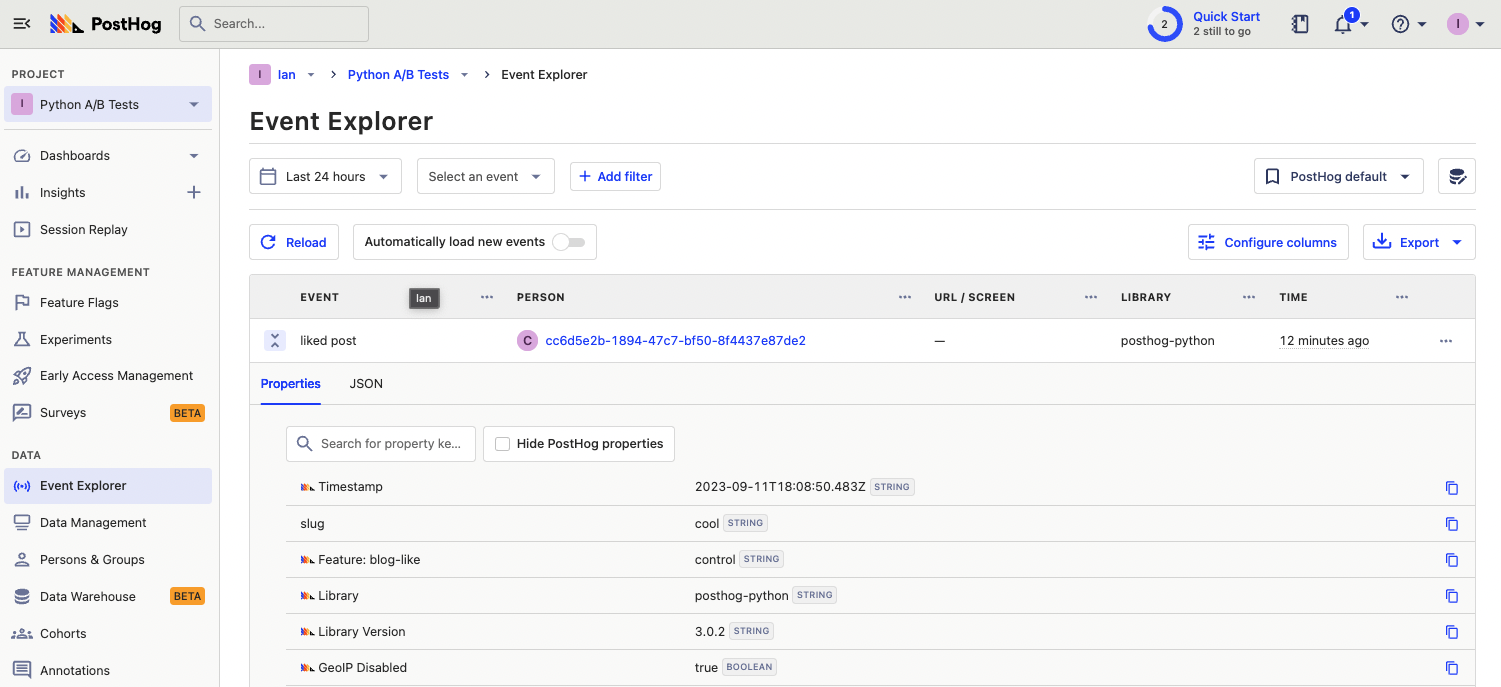 PostHog
Search...
2
Quick Start
2 still to go
1
I
PROJECT
I Python A/B Tests
Dashboards
Insights
Session Replay
FEATURE MANAGEMENT
Feature Flags
Experiments
Early Access Management
Surveys BETA
DATA
Event Explorer
Data Management
Persons & Groups
Data Warehouse BETA
Cohorts
Annotations
I Ian Python A/B Tests Event Explorer
Event Explorer
Last 24 hours Select an event Add filter PostHog default
Reload Automatically load new events Configure columns Export
EVENT Ian PERSON URL / SCREEN LIBRARY TIME
liked post C cc6d5e2b-1894-47c7-bf50-8f4437e87de2 — posthog-python 12 minutes ago
Properties JSON
Search for property ke... Hide PostHog properties
Timestamp 2023-09-11T18:08:50.483Z STRING
slug cool STRING
Feature: blog-like control STRING
Library posthog-python STRING
Library Version 3.0.2 STRING
GeoIP Disabled true BOOLEAN